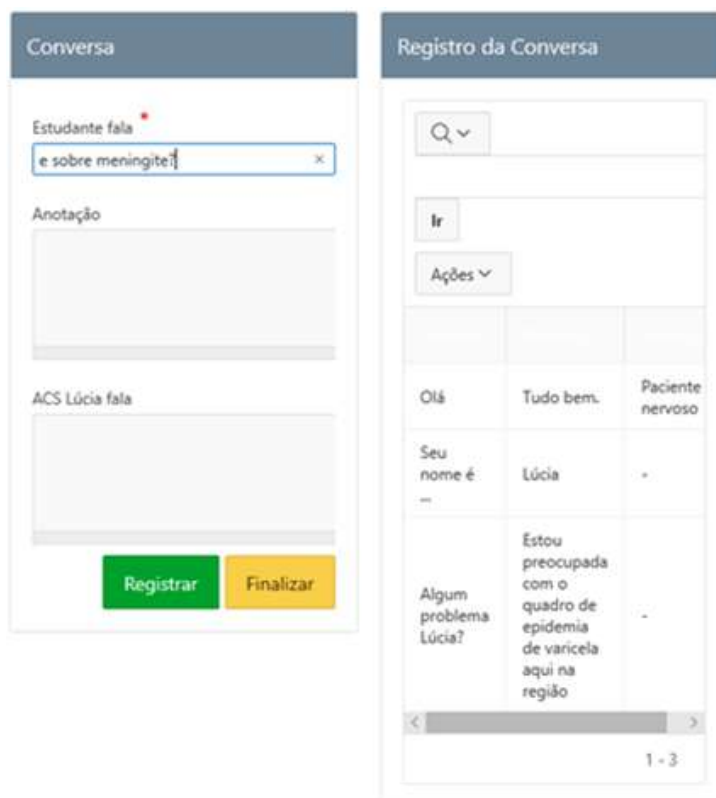 Conversa
Estudante fala *
e sobre meningite?
Anotação
ACS Lúcia fala
Registrar
Finalizar
Registro da Conversa
Ir
Ações
Olá
Tudo bem.
Paciente
nervoso
Seu
nome é
...
Lúcia
-
Algum
problema
Lúcia?
Estou
preocupada
com o
quadro de
epidemia
de varicela
aqui na
região
-
1 - 3